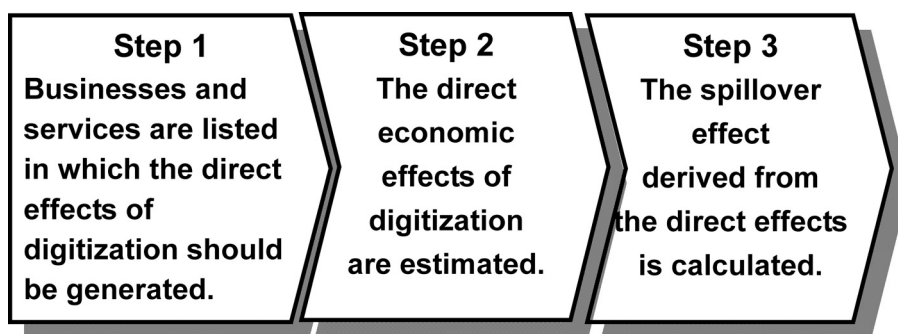 Step 1
Businesses and
services are listed
in which the direct
effects of
digitization should
be generated.
Step 2
The direct
economic
effects of
digitization
are estimated.
Step 3
The spillover
effect
derived from
the direct effects
is calculated.